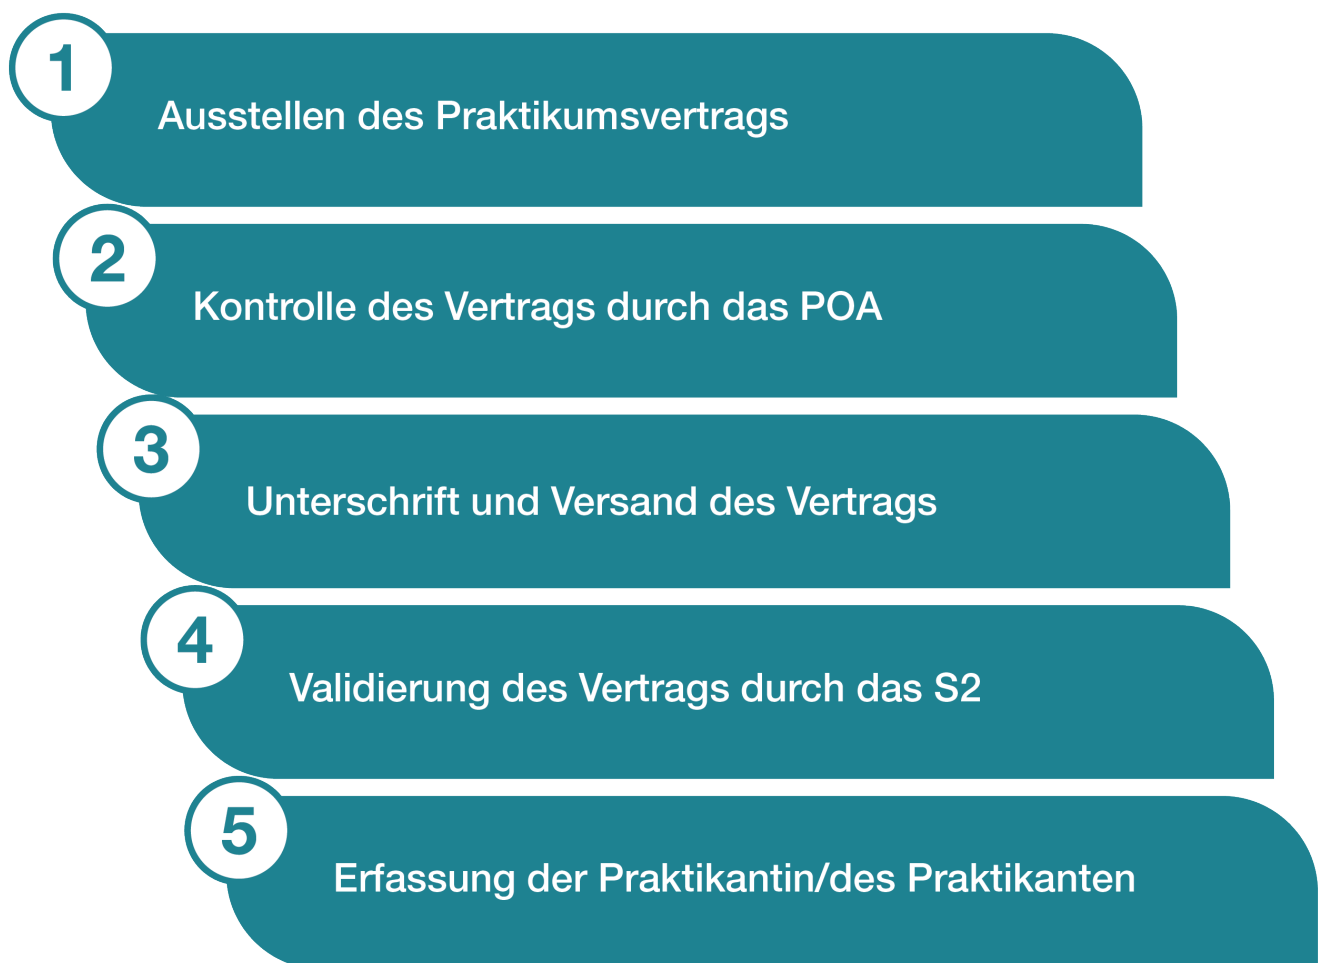 1
Ausstellen des Praktikumsvertrags
2
Kontrolle des Vertrags durch das POA
3
Unterschrift und Versand des Vertrags
4
Validierung des Vertrags durch das S2
5
Erfassung der Praktikantin/des Praktikanten